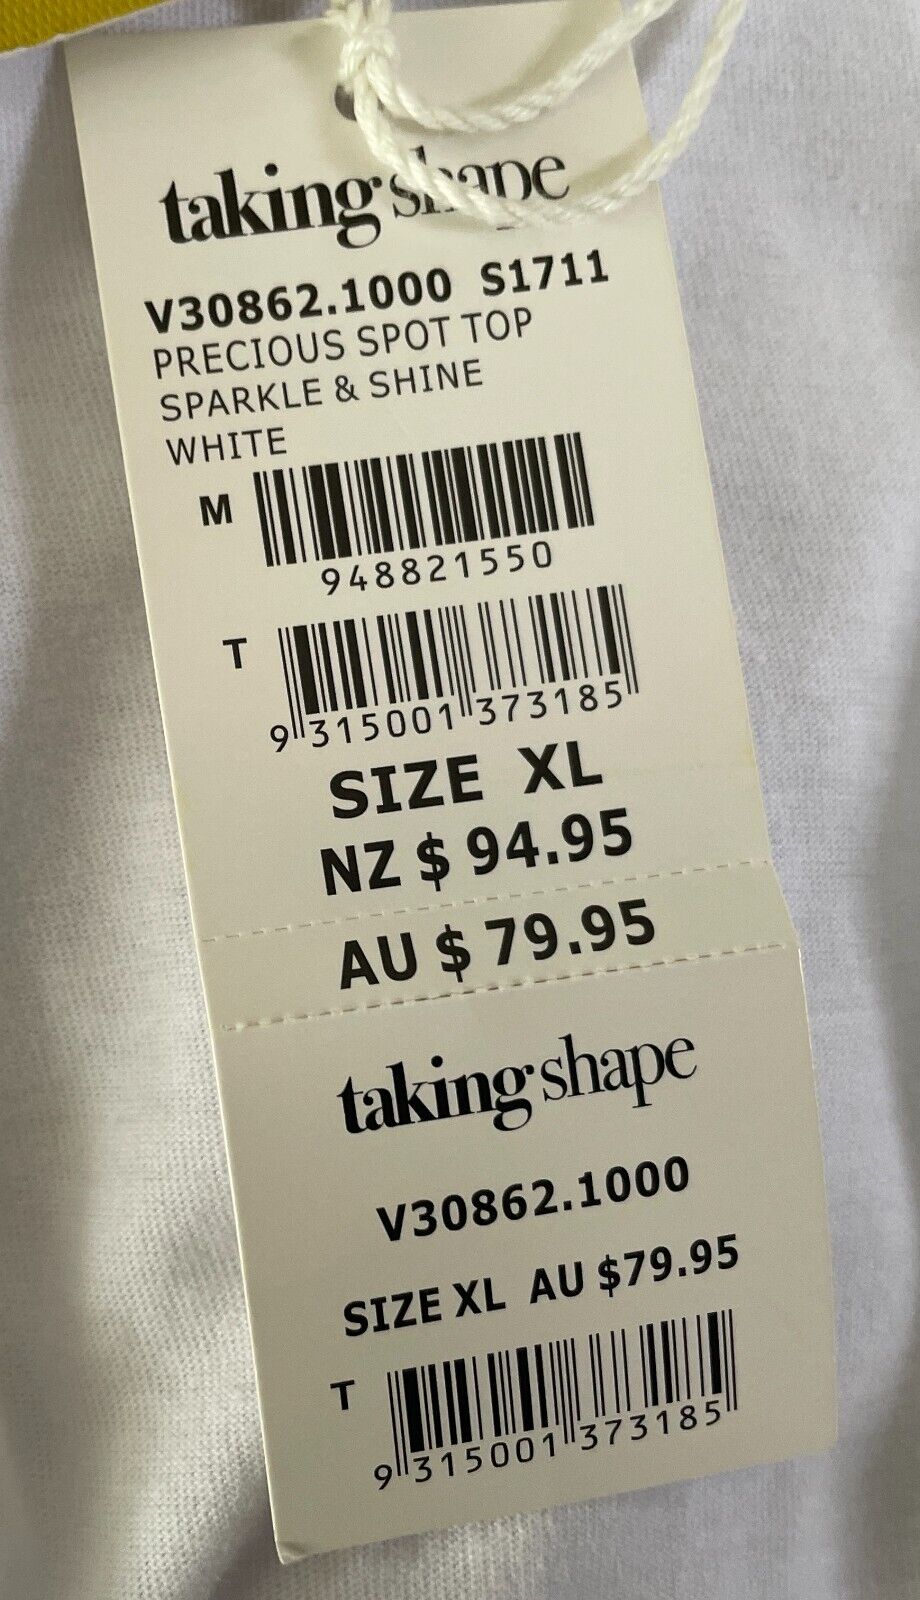 taking shape
V30862.1000 S1711
PRECIOUS SPOT TOP
SPARKLE & SHINE
WHITE
M
948821550
T
9 315001 373185
SIZE XL
NZ $ 94.95
AU $ 79.95
taking shape
V30862.1000
SIZE XL AU $79.95
T
9 315001 373185